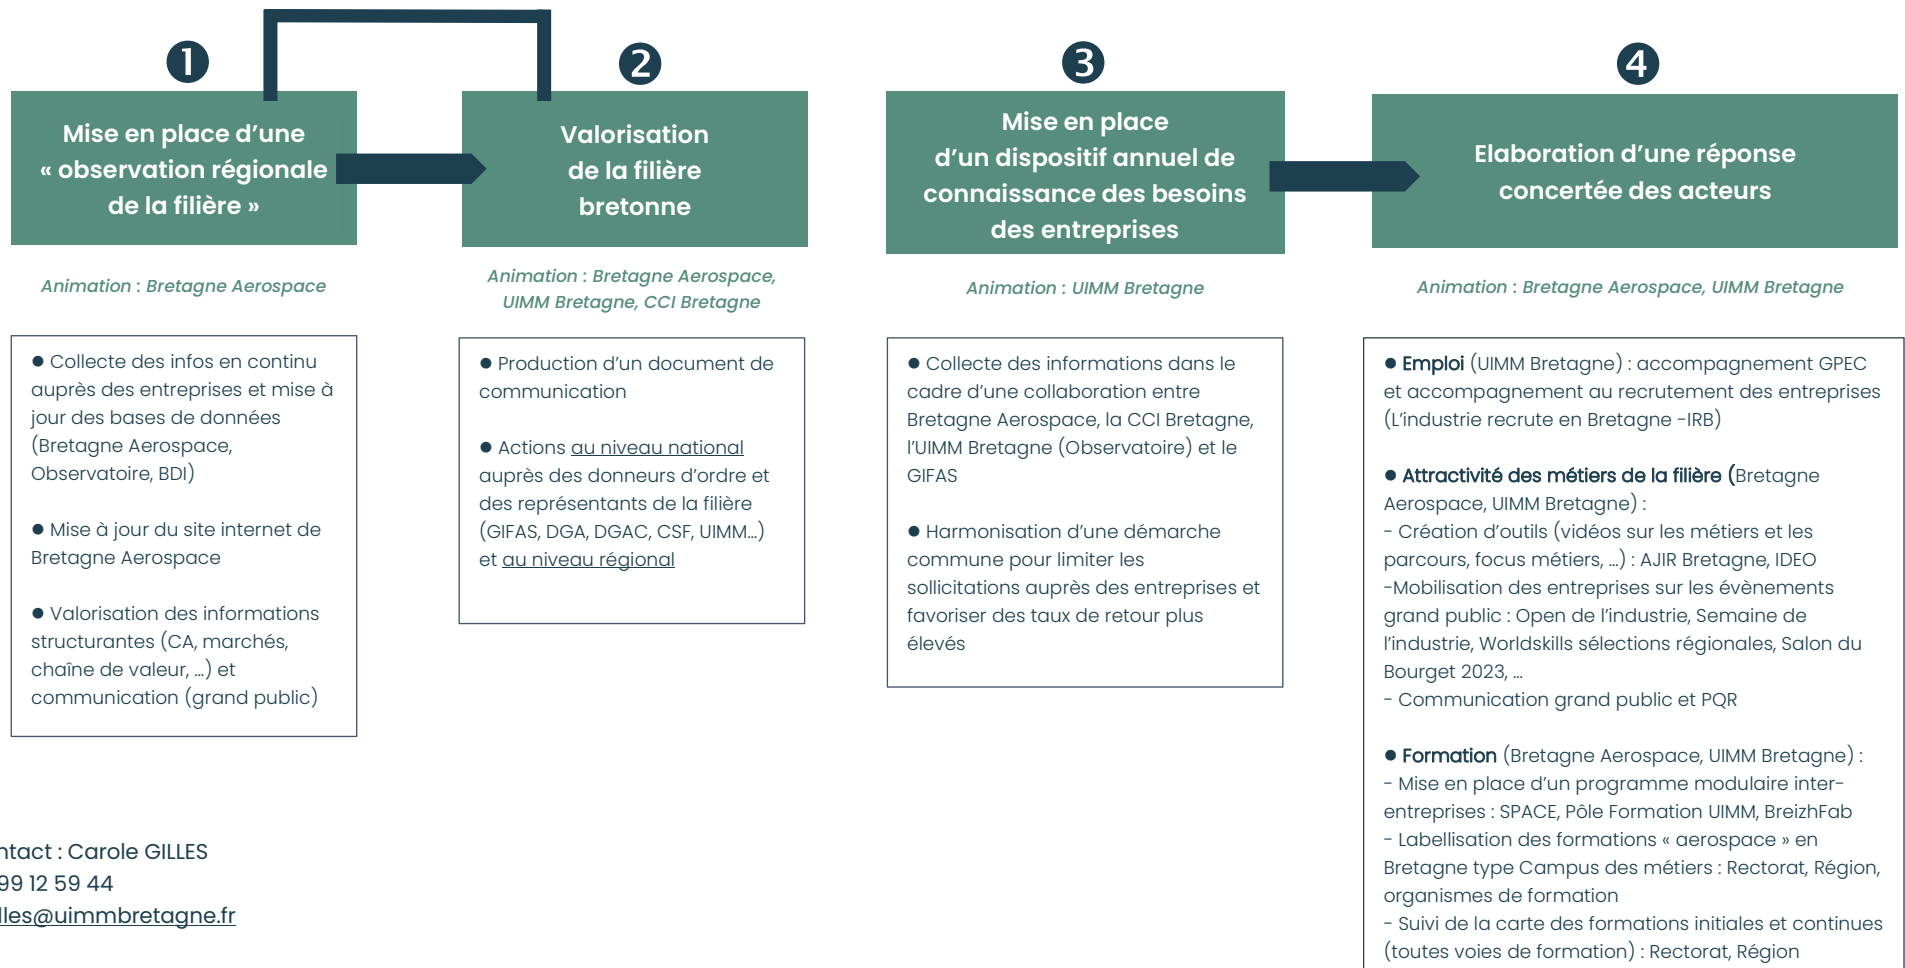 ❶
Mise en place d’une
« observation régionale
de la filière »
Animation : Bretagne Aerospace
● Collecte des infos en continu
auprès des entreprises et mise à
jour des bases de données
(Bretagne Aerospace,
Observatoire, BDI)
● Mise à jour du site internet de
Bretagne Aerospace
● Valorisation des informations
structurantes (CA, marchés,
chaîne de valeur, …) et
communication (grand public)
❷
Valorisation
de la filière
bretonne
Animation : Bretagne Aerospace,
UIMM Bretagne, CCI Bretagne
● Production d’un document de
communication
● Actions au niveau national
auprès des donneurs d’ordre et
des représentants de la filière
(GIFAS, DGA, DGAC, CSF, UIMM…)
et au niveau régional
❸
Mise en place
d’un dispositif annuel de
connaissance des besoins
des entreprises
Animation : UIMM Bretagne
● Collecte des informations dans le
cadre d’une collaboration entre
Bretagne Aerospace, la CCI Bretagne,
l’UIMM Bretagne (Observatoire) et le
GIFAS
● Harmonisation d’une démarche
commune pour limiter les
sollicitations auprès des entreprises et
favoriser des taux de retour plus
élevés
❹
Elaboration d’une réponse
concertée des acteurs
Animation : Bretagne Aerospace, UIMM Bretagne
● Emploi (UIMM Bretagne) : accompagnement GPEC
et accompagnement au recrutement des entreprises
(L’industrie recrute en Bretagne -IRB)
● Attractivité des métiers de la filière (Bretagne
Aerospace, UIMM Bretagne) :
- Création d’outils (vidéos sur les métiers et les
parcours, focus métiers, …) : AJIR Bretagne, IDEO
-Mobilisation des entreprises sur les évènements
grand public : Open de l’industrie, Semaine de
l’industrie, Worldskills sélections régionales, Salon du
Bourget 2023, …
- Communication grand public et PQR
● Formation (Bretagne Aerospace, UIMM Bretagne) :
- Mise en place d’un programme modulaire inter-
entreprises : SPACE, Pôle Formation UIMM, BreizhFab
- Labellisation des formations « aerospace » en
Bretagne type Campus des métiers : Rectorat, Région,
organismes de formation
- Suivi de la carte des formations initiales et continues
(toutes voies de formation) : Rectorat, Région
ntact : Carole GILLES
99 12 59 44
lles@uimmbretagne.fr